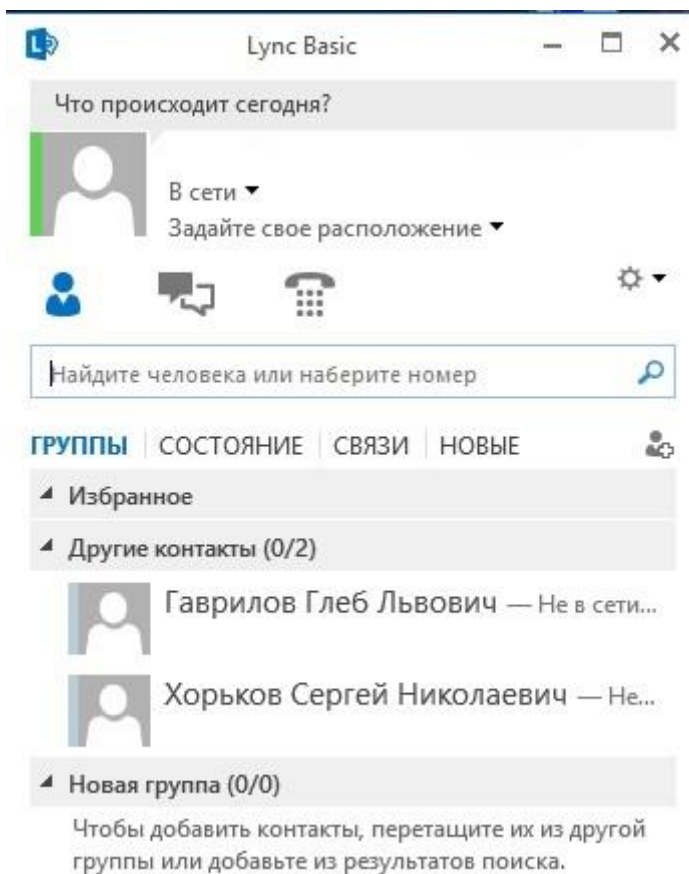 Lync Basic
Что происходит сегодня?
В сети
Задайте свое расположение
Найдите человека или наберите номер
ГРУППЫ СОСТОЯНИЕ СВЯЗИ НОВЫЕ
Избранное
Другие контакты (0/2)
Гаврилов Глеб Львович — Не в сети...
Хорьков Сергей Николаевич — Не...
Новая группа (0/0)
Чтобы добавить контакты, перетащите их из другой
группы или добавьте из результатов поиска.